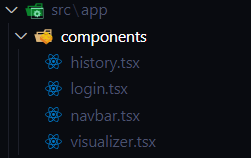 src\app
components
history.tsx
login.tsx
navbar.tsx
visualizer.tsx